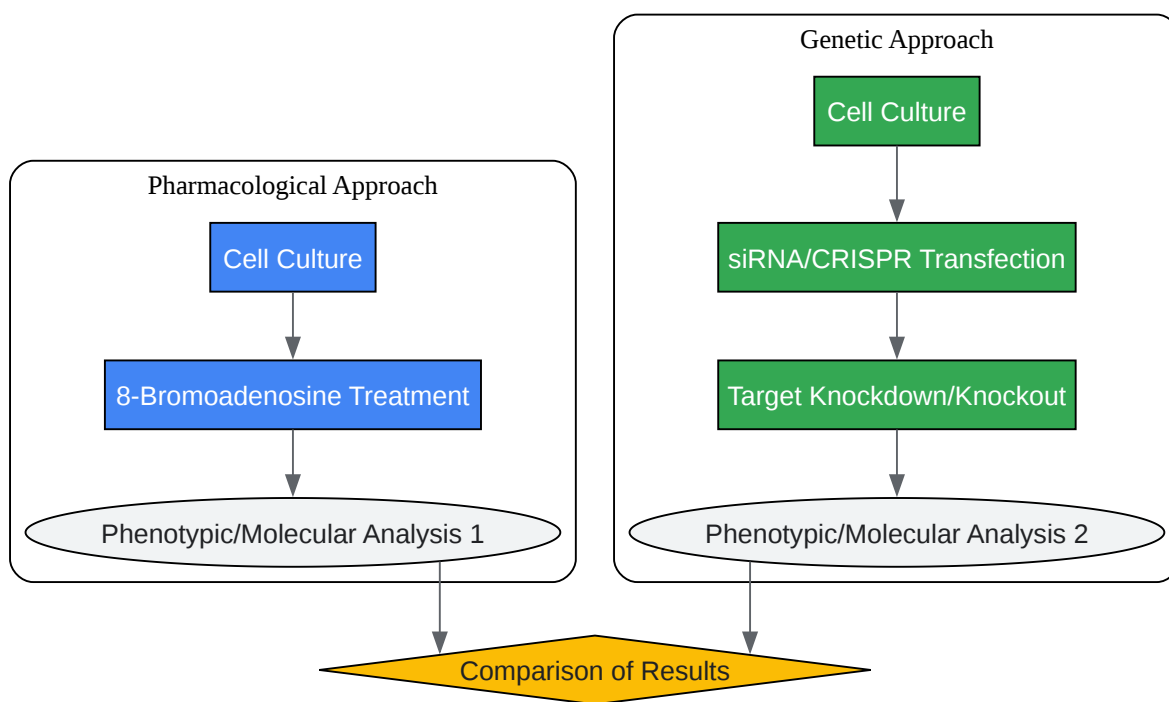 Pharmacological Approach
Cell Culture
8-Bromoadenosine Treatment
Phenotypic/Molecular Analysis 1
Genetic Approach
Cell Culture
siRNA/CRISPR Transfection
Target Knockdown/Knockout
Phenotypic/Molecular Analysis 2
Comparison of Results